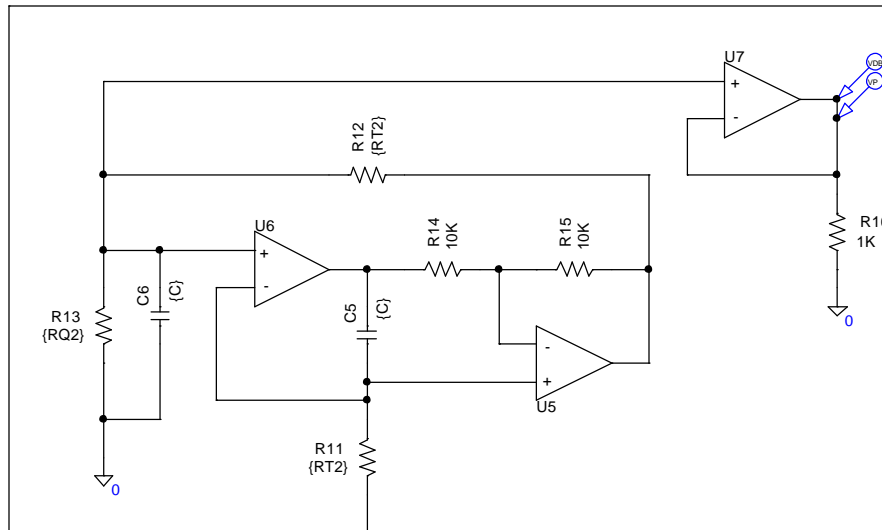 U7
+
-
VDB
VP
R12
{RT2}
R14
10K
R15
10K
R16
1K
0
U6
+
-
C6
{C}
C5
{C}
R13
{RQ2}
-
+
U5
R11
{RT2}
0